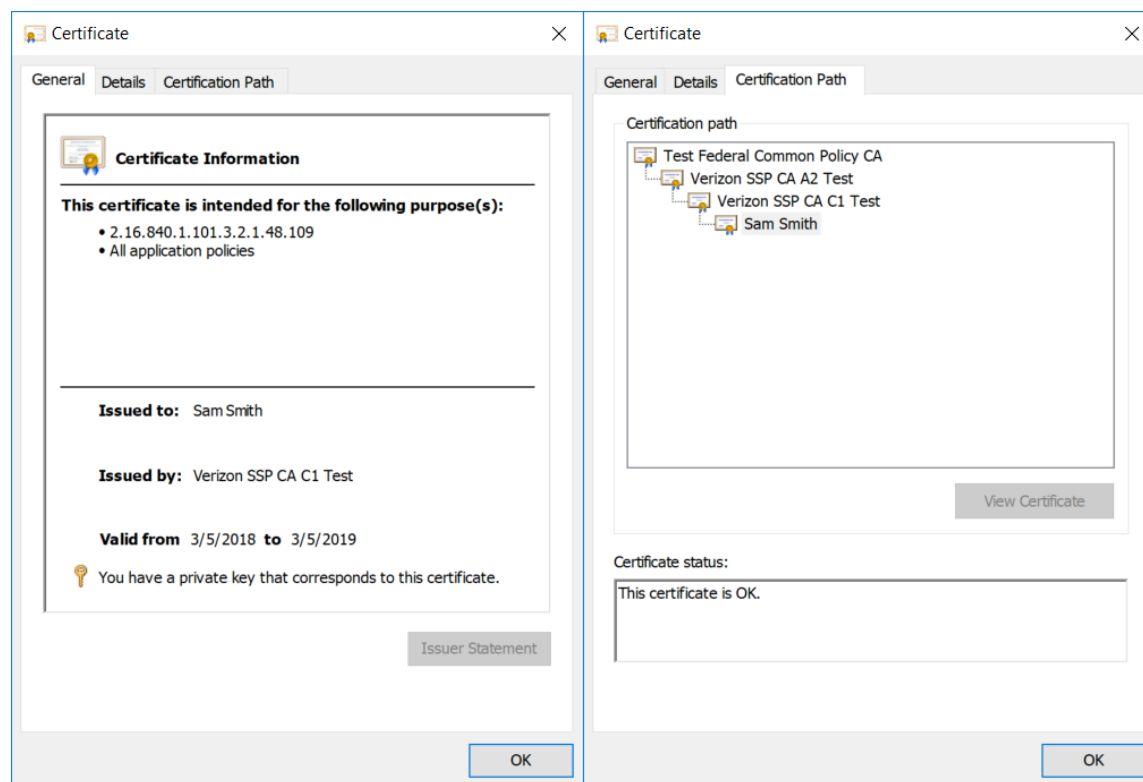 Certificate
General Details Certification Path
Certificate Information
This certificate is intended for the following purpose(s):
• 2.16.840.1.101.3.2.1.48.109
• All application policies
Issued to: Sam Smith
Issued by: Verizon SSP CA C1 Test
Valid from 3/5/2018 to 3/5/2019
You have a private key that corresponds to this certificate.
Issuer Statement
OK
Certificate
General Details Certification Path
Certification path
Test Federal Common Policy CA
Verizon SSP CA A2 Test
Verizon SSP CA C1 Test
Sam Smith
View Certificate
Certificate status:
This certificate is OK.
OK